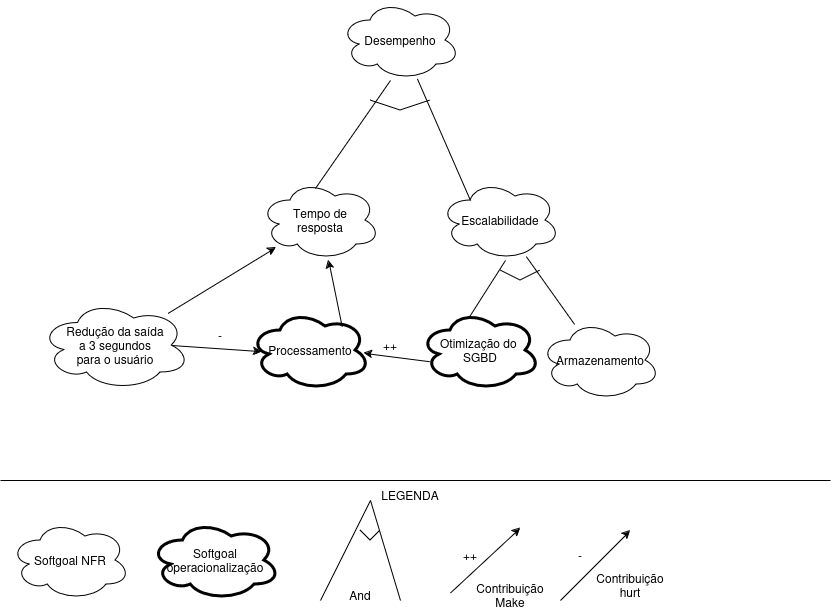 Desempenho
Tempo de
resposta
Escalabilidade
Redução da saída
a 3 segundos
para o usuário
-
Processamento
++
Otimização do
SGBD
Armazenamento
LEGENDA
Softgoal NFR
Softgoal
operacionalização
And
++
Contribuição
Make
-
Contribuição
hurt